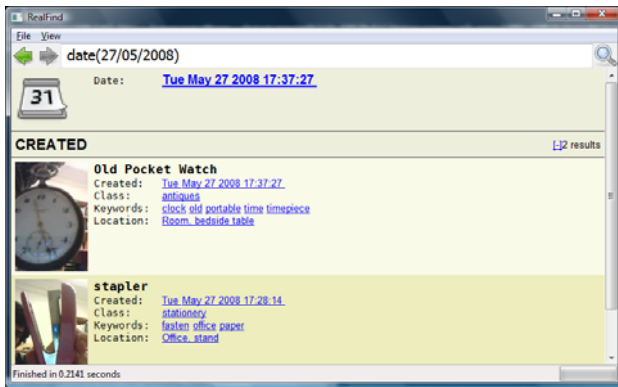 RealFind
File View
date(27/05/2008)
31
Date: Tue May 27 2008 17:37:27
CREATED [-]2 results
Old Pocket Watch
Created: Tue May 27 2008 17:37:27
Class: antiques
Keywords: clock old portable time timepiece
Location: Room, bedside table
stapler
Created: Tue May 27 2008 17:28:14
Class: stationery
Keywords: fasten office paper
Location: Office, stand
Finished in 0.2141 seconds